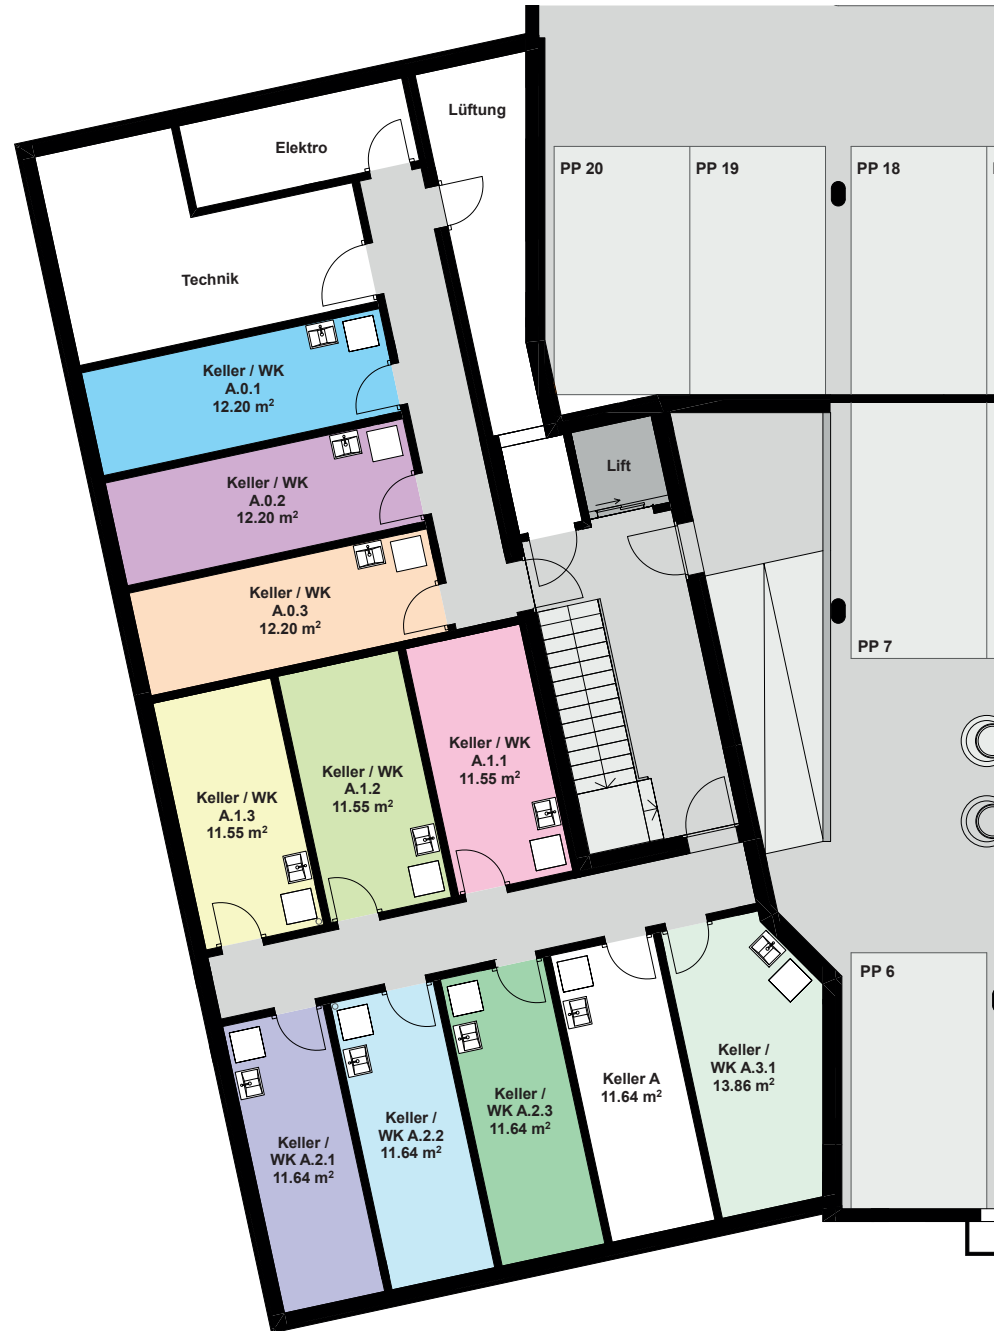 Lüftung
Elektro
PP 20
PP 19
PP 18
Technik
Keller / WK
A.0.1
12.20 m²
Keller / WK
A.0.2
12.20 m²
Lift
Keller / WK
A.0.3
12.20 m²
PP 7
Keller / WK
A.1.1
11.55 m²
Keller / WK
A.1.2
11.55 m²
Keller / WK
A.1.3
11.55 m²
PP 6
Keller /
WK A.3.1
13.86 m²
Keller A
11.64 m²
Keller /
WK A.2.3
11.64 m²
Keller /
WK A.2.2
11.64 m²
Keller /
WK A.2.1
11.64 m²